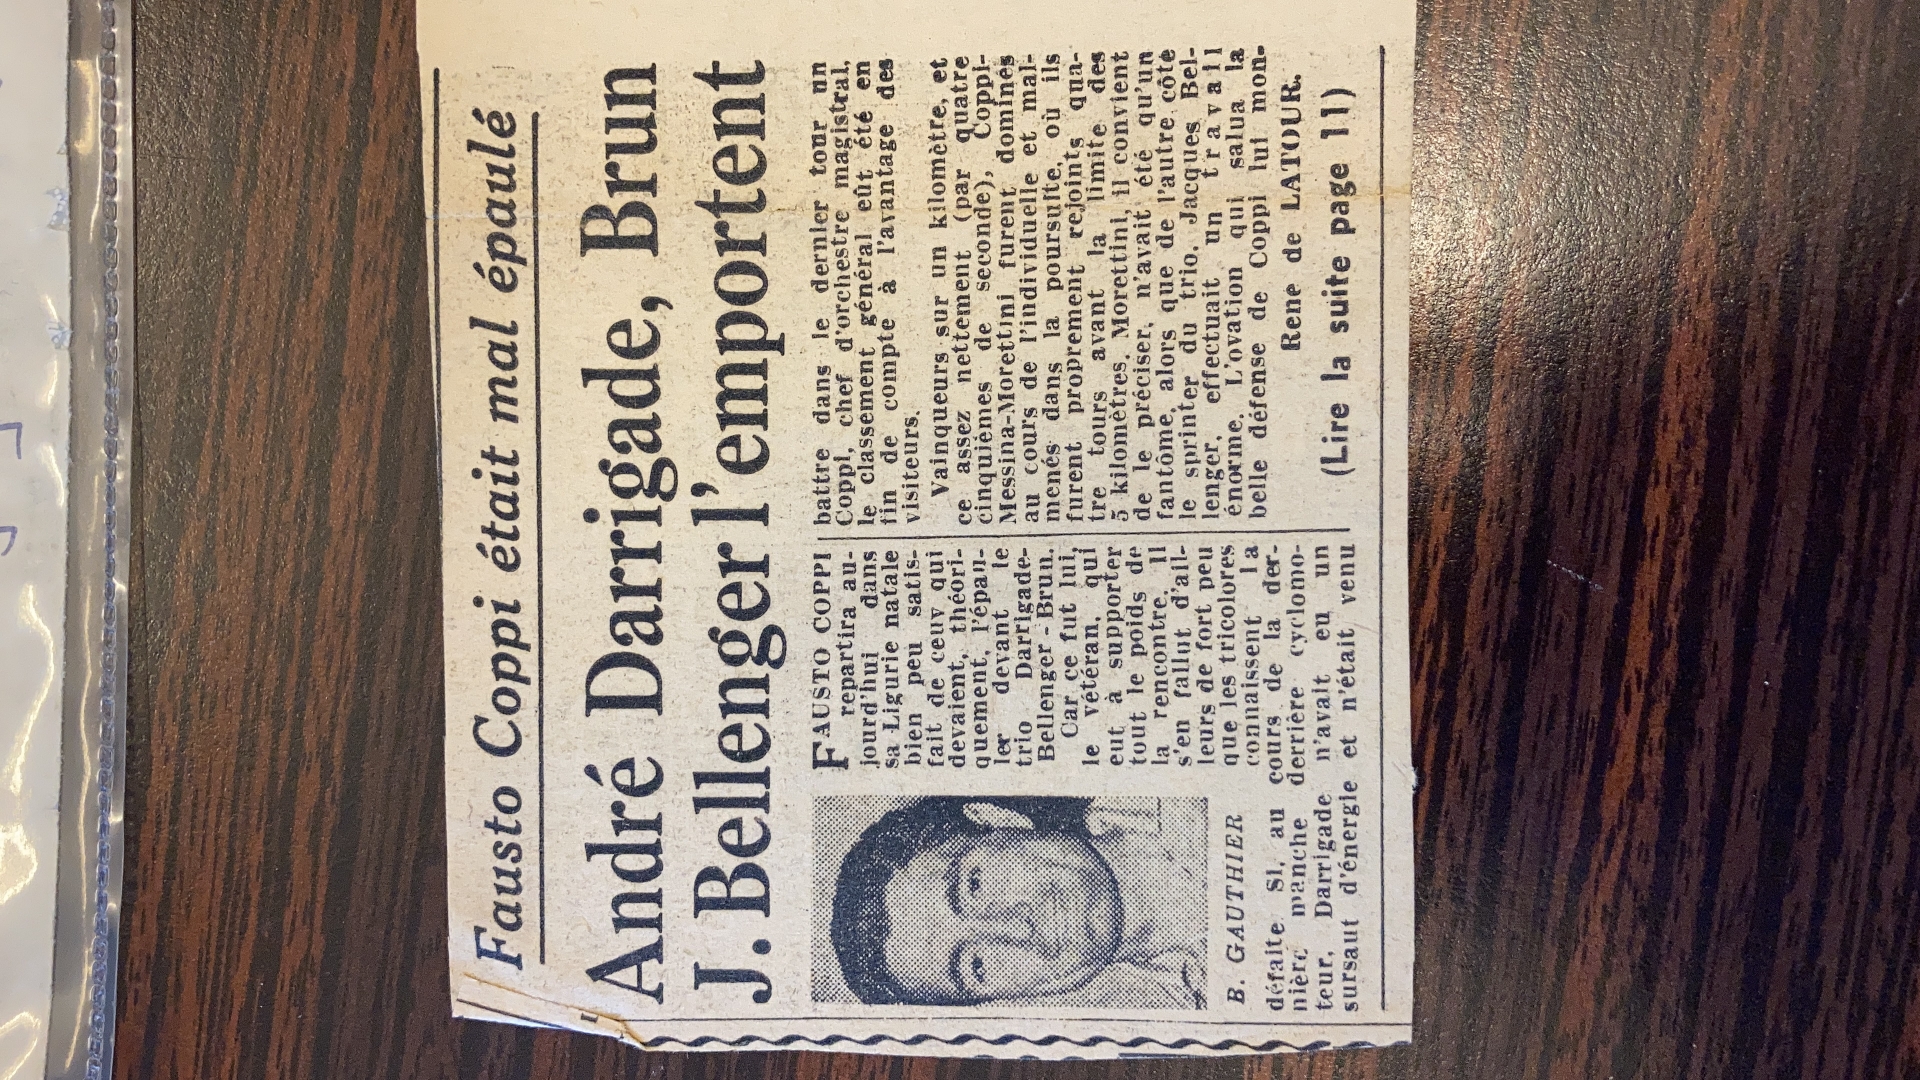 Fausto Coppi était mal épaulé
André Darrigade, Brun
J. Bellenger l'emportent
FAUSTO COPPI
repartira au-
jourd'hui dans
sa Ligurie natale
bien peu satis-
fait de ceux qui
devaient, théori-
quement, l'épau-
ler devant le
trio Darrigade-
Bellenger-Brun.
Car ce fut lui,
le vétéran, qui
eut à supporter
tout le poids de
la rencontre. Il
s'en fallut d'ail-
leurs de fort peu
que les tricolores
connaissent la
B. GAUTHIER
défaite Si, au cours de la der-
nière manche derrière cyclomo-
teur, Darrigade n'avait eu un
sursaut d'énergie et n'était venu
battre dans le dernier tour un
Coppi, chef d'orchestre magistral,
le classement général eût été en
fin de compte à l'avantage des
visiteurs.
Vainqueurs sur un kilomètre, et
ce assez nettement (par quatre
cinquièmes de seconde), Coppi-
Messina-Morettini furent dominés
au cours de l'individuelle et mal-
menés dans la poursuite, où ils
furent proprement rejoints qua-
tre tours avant la limite des
5 kilomètres. Morettini, il convient
de le préciser, n'avait été qu'un
fantôme, alors que de l'autre côté
le sprinter du trio. Jacques Bel-
lenger, effectuait un travail
énorme. L'ovation qui salua la
belle défense de Coppi lui mon-
Rene de LATOUR.
(Lire la suite page 11)